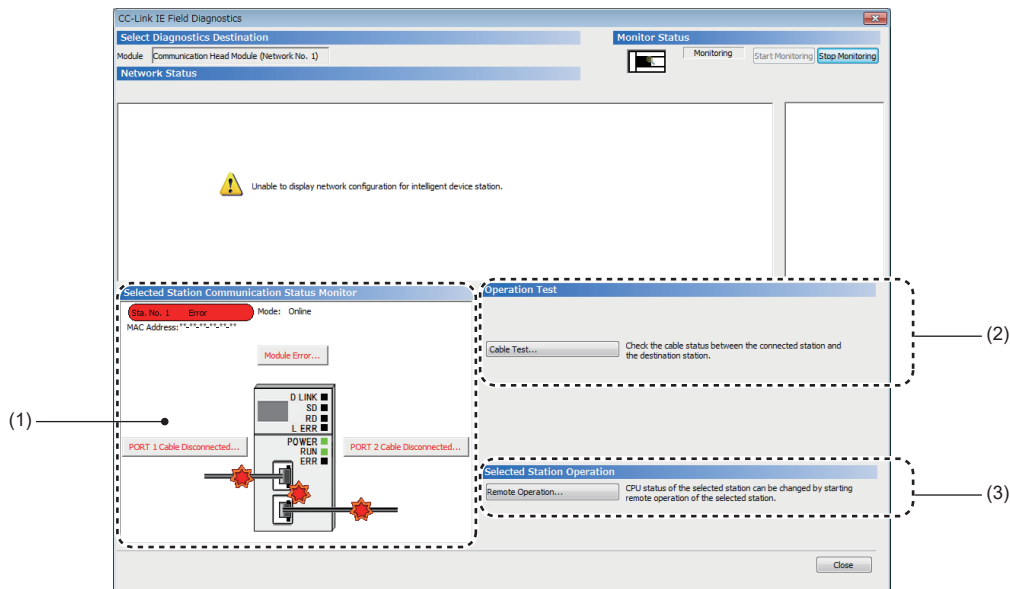 CC-Link IE Field Diagnostics
Select Diagnostics Destination
Monitor Status
Module Communication Head Module (Network No. 1)
Monitoring Start Monitoring Stop Monitoring
Network Status
Unable to display network configuration for intelligent device station.
Selected Station Communication Status Monitor
Sta. No. 1 Error Mode: Online
MAC Address:**-**-**-**-**-**
Module Error...
D LINK
SD
RD
L ERR
POWER
RUN
ERR
PORT 1 Cable Disconnected...
PORT 2 Cable Disconnected...
(1)
Operation Test
Cable Test...
Check the cable status between the connected station and
the destination station.
(2)
Selected Station Operation
Remote Operation...
CPU status of the selected station can be changed by starting
remote operation of the selected station.
(3)
Close